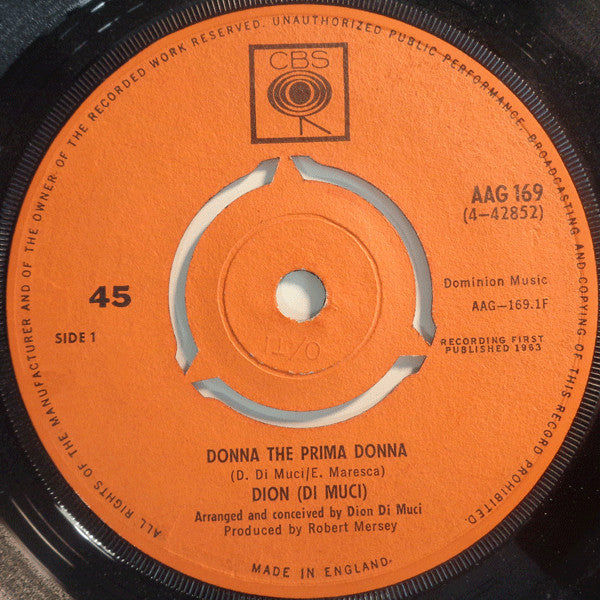 ALL RIGHTS OF THE MANUFACTURER AND OF THE OWNER OF THE RECORDED WORK RESERVED. UNAUTHORIZED PUBLIC PERFORMANCE, BROADCASTING AND COPYING OF THIS RECORD PROHIBITED
CBS
AAG 169
(4–42852)
45
Dominion Music
AAG–169.1F
SIDE 1
RECORDING FIRST
PUBLISHED 1963
DONNA THE PRIMA DONNA
(D. Di Muci/E. Maresca)
DION (DI MUCI)
Arranged and conceived by Dion Di Muci
Produced by Robert Mersey
MADE IN ENGLAND.